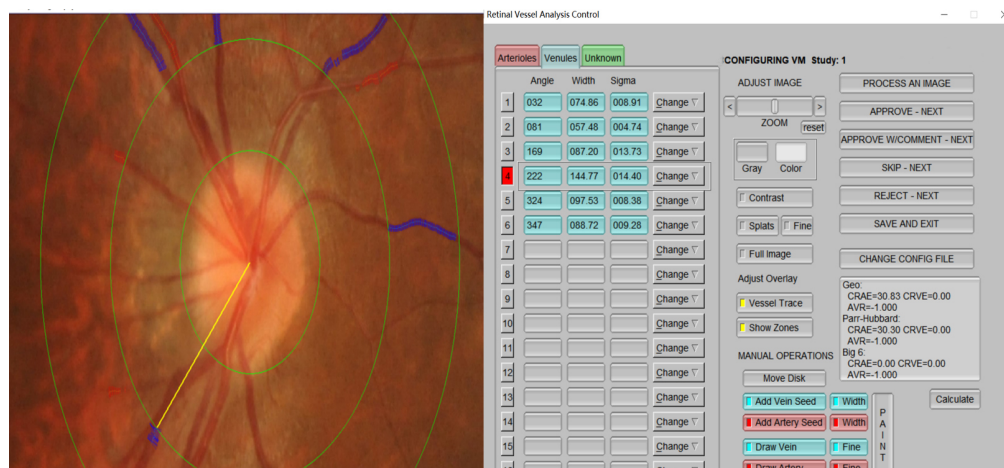 Retinal Vessel Analysis Control
Arterioles Venules Unknown
Angle Width Sigma
1 032 074.86 008.91 Change
2 081 057.48 004.74 Change
3 169 087.20 013.73 Change
4 222 144.77 014.40 Change
5 324 097.53 008.38 Change
6 347 088.72 009.28 Change
7 Change
8 Change
9 Change
10 Change
11 Change
12 Change
13 Change
14 Change
15 Change
CONFIGURING VM Study: 1
ADJUST IMAGE
< >
ZOOM
reset
Gray Color
Contrast
Splats Fine
Full Image
Adjust Overlay
Vessel Trace
Show Zones
MANUAL OPERATIONS
Move Disk
Add Vein Seed Width
Add Artery Seed Width
Draw Vein Fine
Draw Artery Fine
PAINT
PROCESS AN IMAGE
APPROVE - NEXT
APPROVE W/COMMENT - NEXT
SKIP - NEXT
REJECT - NEXT
SAVE AND EXIT
CHANGE CONFIG FILE
Geo:
CRAE=30.83 CRVE=0.00
AVR=-1.000
Parr-Hubbard:
CRAE=30.30 CRVE=0.00
AVR=-1.000
Big 6:
CRAE=0.00 CRVE=0.00
AVR=-1.000
Calculate